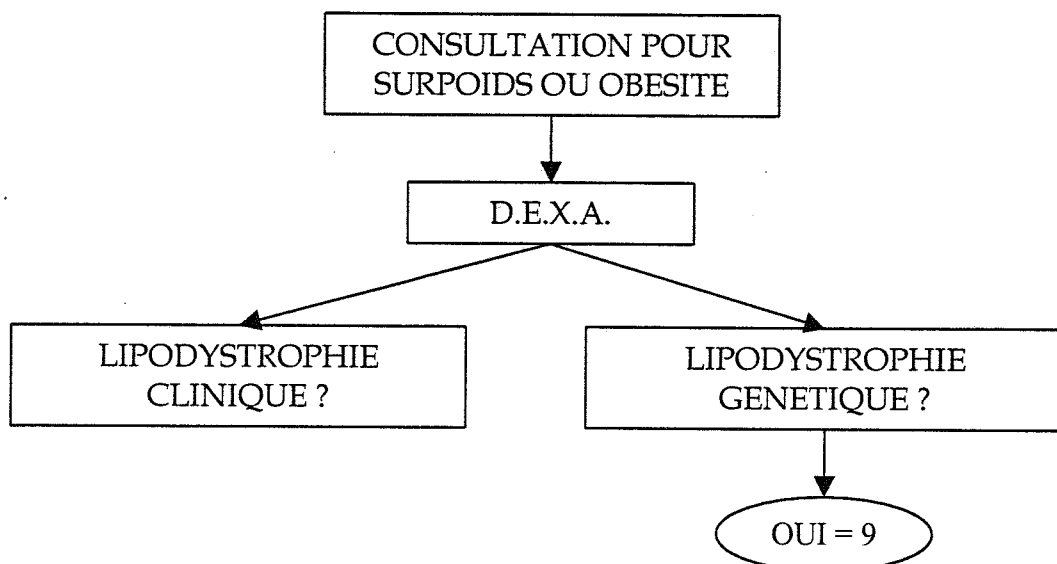 CONSULTATION POUR
SURPOIDS OU OBESITE
D.E.X.A.
LIPODYSTROPHIE
CLINIQUE ?
LIPODYSTROPHIE
GENETIQUE ?
OUI = 9